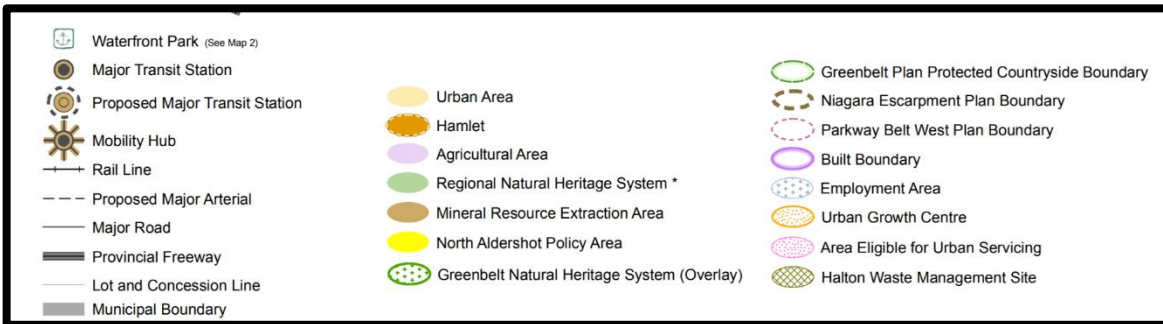 Waterfront Park (See Map 2)
Major Transit Station
Proposed Major Transit Station
Mobility Hub
Rail Line
Proposed Major Arterial
Major Road
Provincial Freeway
Lot and Concession Line
Municipal Boundary
Urban Area
Hamlet
Agricultural Area
Regional Natural Heritage System *
Mineral Resource Extraction Area
North Aldershot Policy Area
Greenbelt Natural Heritage System (Overlay)
Greenbelt Plan Protected Countryside Boundary
Niagara Escarpment Plan Boundary
Parkway Belt West Plan Boundary
Built Boundary
Employment Area
Urban Growth Centre
Area Eligible for Urban Servicing
Halton Waste Management Site